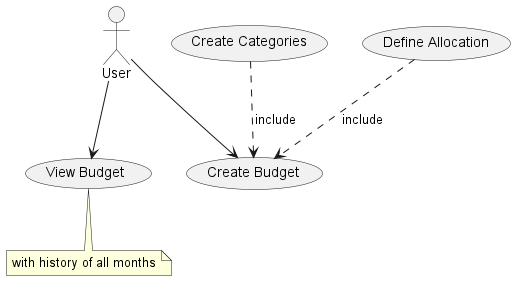 Create Categories
Define Allocation
User
include
include
View Budget
Create Budget
with history of all months